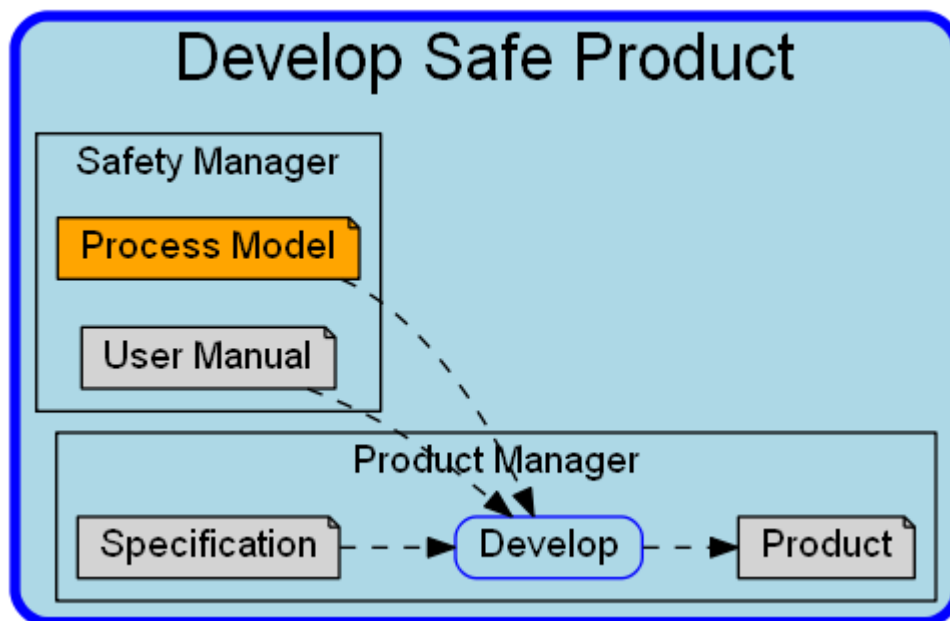 Develop Safe Product
Safety Manager
Process Model
User Manual
Product Manager
Specification
Develop
Product